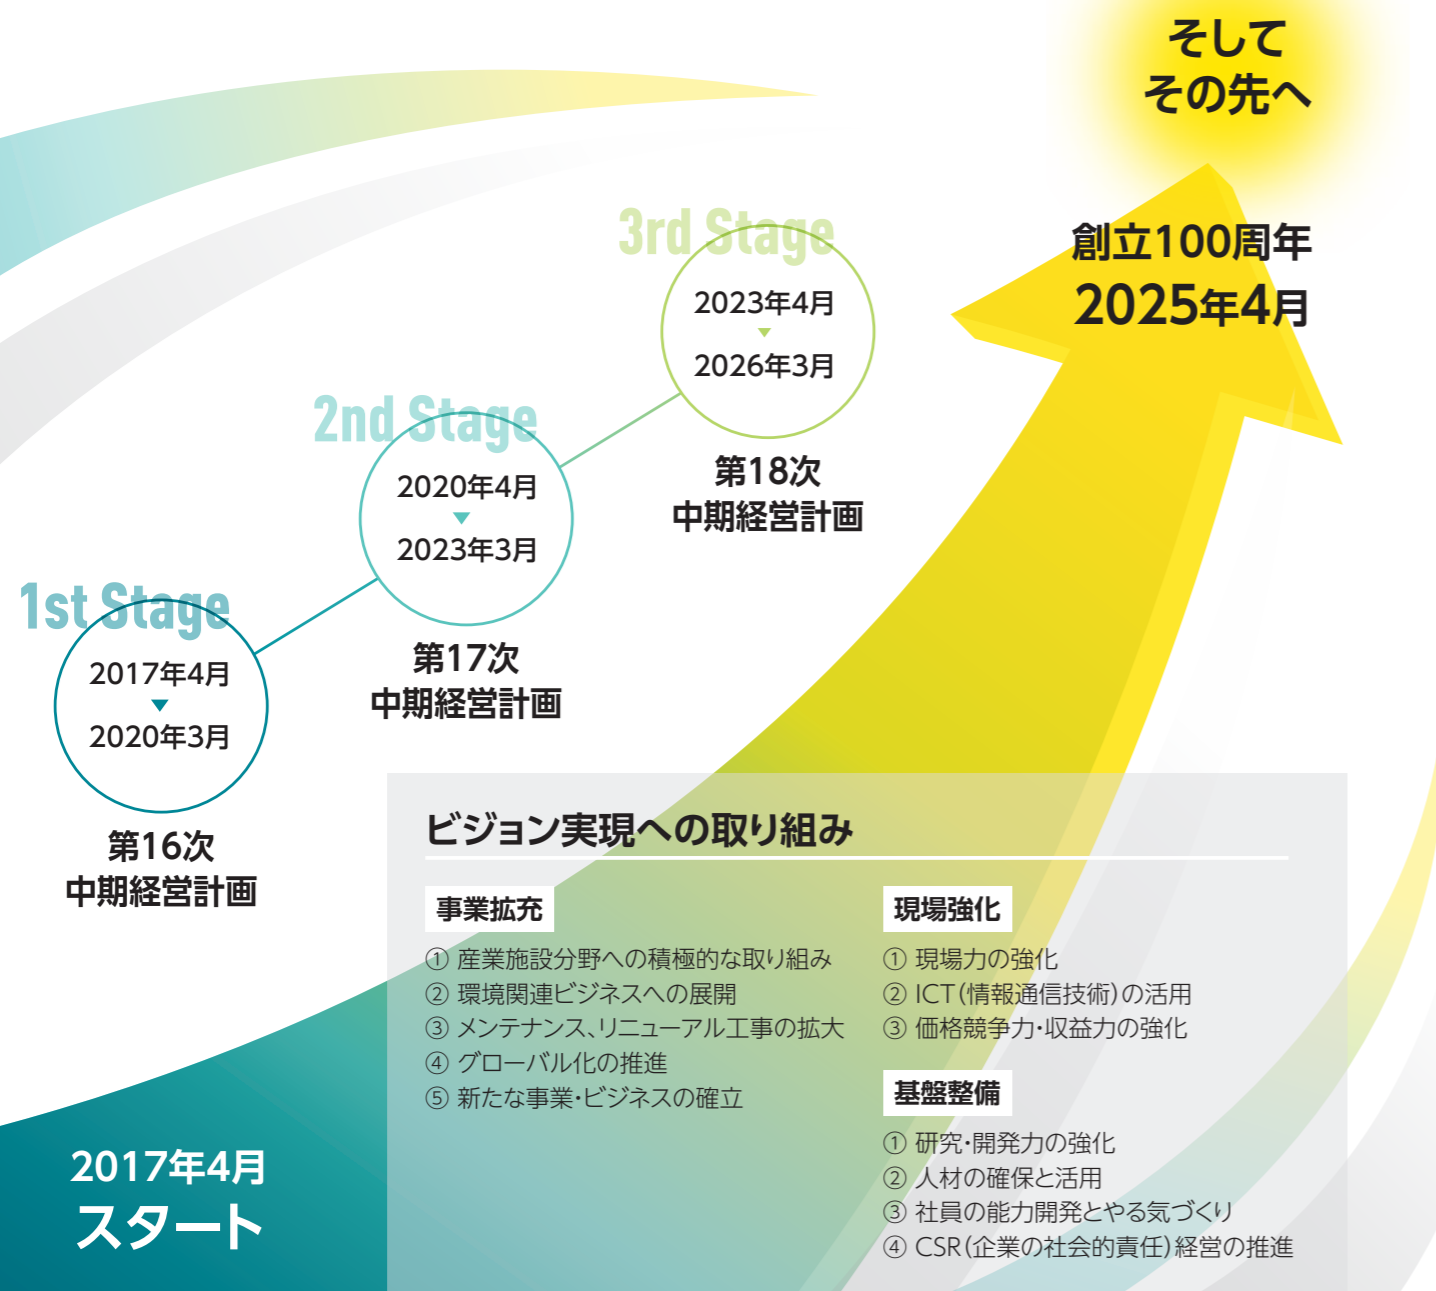 そして
その先へ
創立100周年
2025年4月
3rd Stage
2023年4月
2026年3月
第18次
中期経営計画
2nd Stage
2020年4月
2023年3月
第17次
中期経営計画
1st Stage
2017年4月
2020年3月
第16次
中期経営計画
2017年4月
スタート
ビジョン実現への取り組み
事業拡充
① 産業施設分野への積極的な取り組み
② 環境関連ビジネスへの展開
③ メンテナンス、リニューアル工事の拡大
④ グローバル化の推進
⑤ 新たな事業・ビジネスの確立
現場強化
① 現場力の強化
② ICT（情報通信技術）の活用
③ 価格競争力・収益力の強化
基盤整備
① 研究・開発力の強化
② 人材の確保と活用
③ 社員の能力開発とやる気づくり
④ CSR（企業の社会的責任）経営の推進